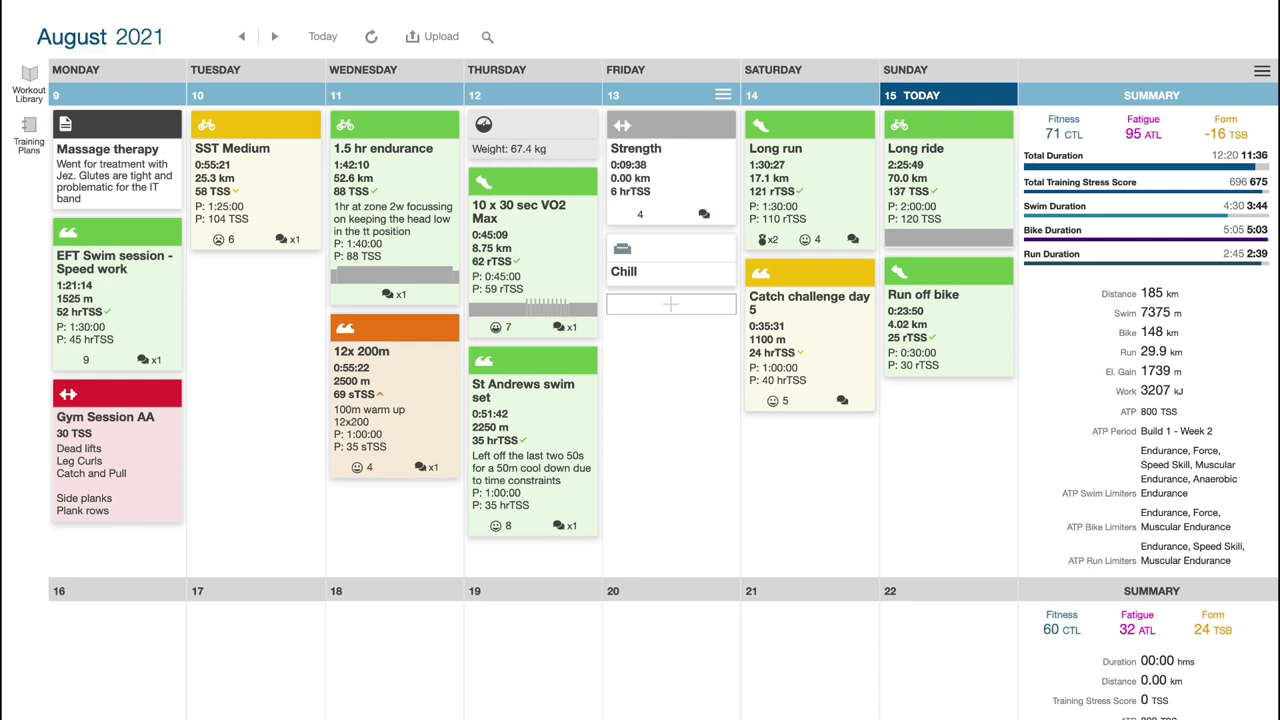 August 2021
Today
Upload
Workout
Library
Training
Plans
MONDAY
TUESDAY
WEDNESDAY
THURSDAY
FRIDAY
SATURDAY
SUNDAY
9
10
11
12
13
14
15 TODAY
SUMMARY
Massage therapy
Went for treatment with
Jez. Glutes are tight and
problematic for the IT
band
EFT Swim session -
Speed work
1:21:14
1525 m
52 hrTSS
P: 1:30:00
P: 45 hrTSS
9
x1
Gym Session AA
30 TSS
Dead lifts
Leg Curls
Catch and Pull
Side planks
Plank rows
SST Medium
0:55:21
25.3 km
58 TSS
P: 1:25:00
P: 104 TSS
6
x1
1.5 hr endurance
1:42:10
52.6 km
88 TSS
1hr at zone 2w focussing
on keeping the head low
in the tt position
P: 1:40:00
P: 88 TSS
x1
12x 200m
0:55:22
2500 m
69 sTSS
100m warm up
12x200
P: 1:00:00
P: 35 sTSS
4
x1
Weight: 67.4 kg
10 x 30 sec VO2
Max
0:45:09
8.75 km
62 rTSS
P: 0:45:00
P: 59 rTSS
7
x1
St Andrews swim
set
0:51:42
2250 m
35 hrTSS
Left off the last two 50s
for a 50m cool down due
to time constraints
P: 1:00:00
P: 35 hrTSS
8
x1
Strength
0:09:38
0.00 km
6 hrTSS
4
Chill
Long run
1:30:27
17.1 km
121 rTSS
P: 1:30:00
P: 110 rTSS
x2
4
Catch challenge day
5
0:35:31
1100 m
24 hrTSS
P: 1:00:00
P: 40 hrTSS
5
Long ride
2:25:49
70.0 km
137 TSS
P: 2:00:00
P: 120 TSS
Run off bike
0:23:50
4.02 km
25 rTSS
P: 0:30:00
P: 30 rTSS
Fitness
71 CTL
Fatigue
95 ATL
Form
-16 TSB
Total Duration 12:20 11:36
Total Training Stress Score 696 675
Swim Duration 4:30 3:44
Bike Duration 5:05 5:03
Run Duration 2:45 2:39
Distance 185 km
Swim 7375 m
Bike 148 km
Run 29.9 km
El. Gain 1739 m
Work 3207 kJ
ATP 800 TSS
ATP Period Build 1 - Week 2
Endurance, Force,
Speed Skill, Muscular
Endurance, Anaerobic
ATP Swim Limiters Endurance
Endurance, Force,
ATP Bike Limiters Muscular Endurance
Endurance, Speed Skill,
ATP Run Limiters Muscular Endurance
16
17
18
19
20
21
22
SUMMARY
Fitness
60 CTL
Fatigue
32 ATL
Form
24 TSB
Duration 00:00 hms
Distance 0.00 km
Training Stress Score 0 TSS
ATP 800 TSS